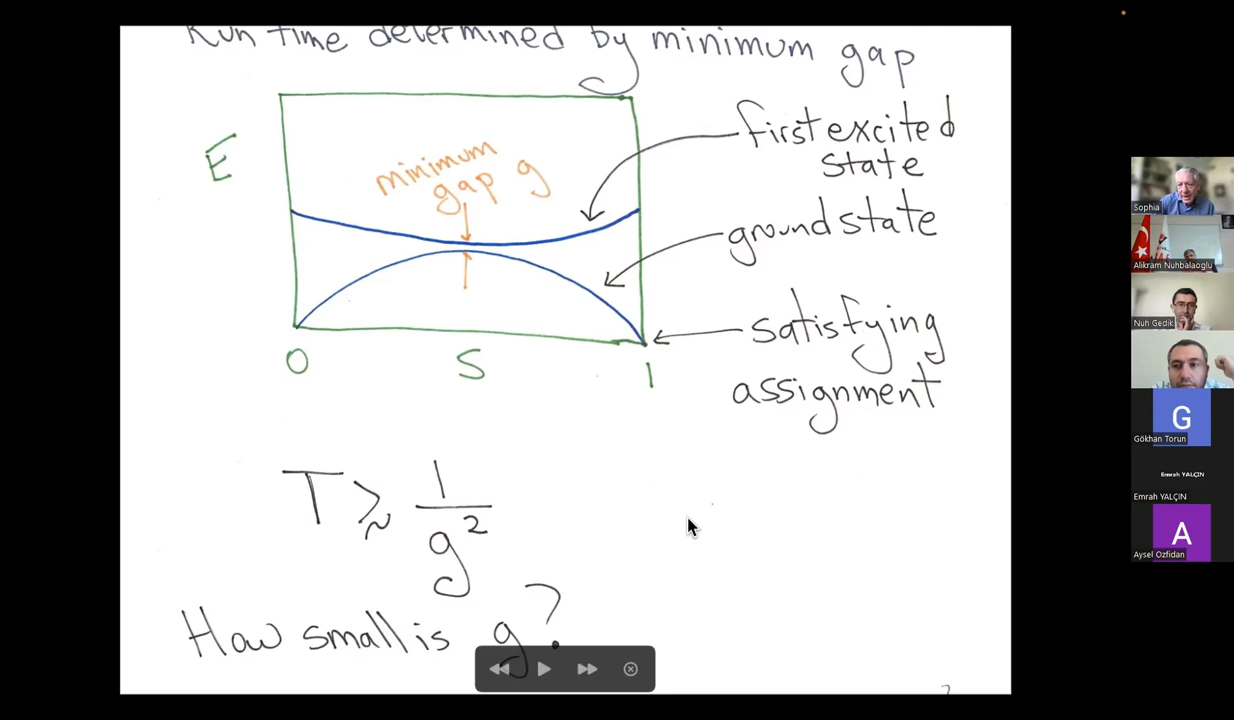 Run time determined by minimum gap
E
minimum
gap g
first excited
state
ground state
satisfying
assignment
0 S 1
T ≳ 1/g²
How small is g?
Sophia
Alikram Nuhbalaoglu
Nuh Gedik
G
Gökhan Torun
Emrah YALÇIN
Emrah YALÇIN
A
Aysel Ozfidan